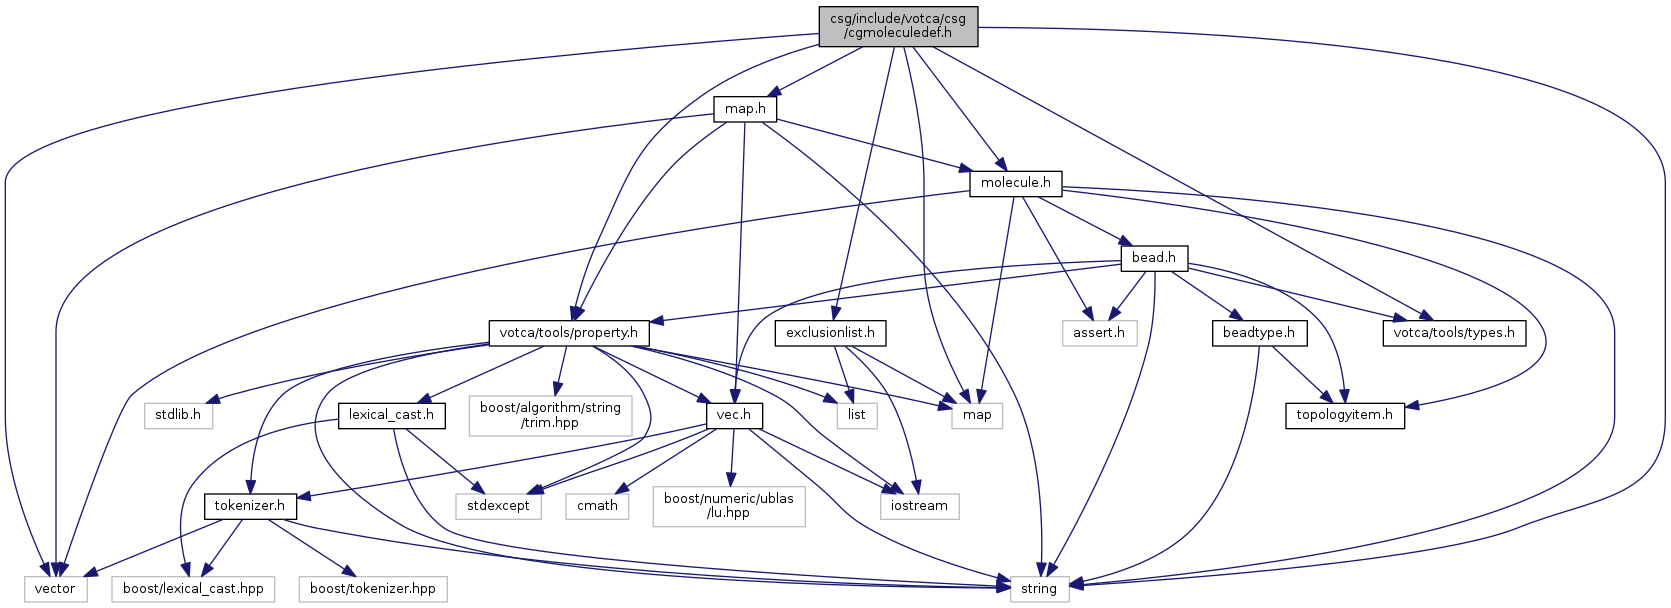 csg/include/votca/csg
/cgmoleculedef.h
map.h
molecule.h
bead.h
votca/tools/property.h
exclusionlist.h
assert.h
beadtype.h
votca/tools/types.h
stdlib.h
lexical_cast.h
boost/algorithm/string
/trim.hpp
vec.h
list
map
topologyitem.h
tokenizer.h
stdexcept
cmath
boost/numeric/ublas
/lu.hpp
iostream
vector
boost/lexical_cast.hpp
boost/tokenizer.hpp
string